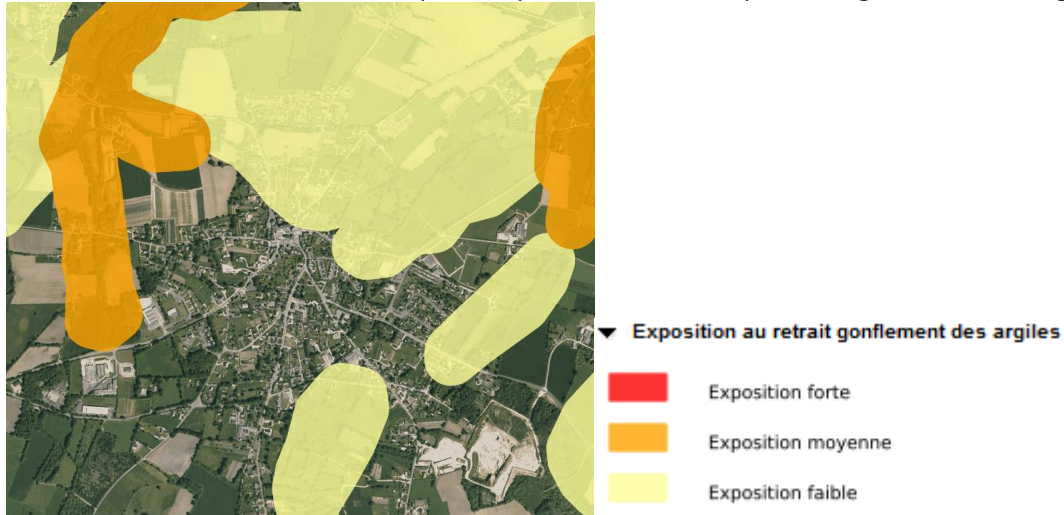 Exposition au retrait gonflement des argiles
Exposition forte
Exposition moyenne
Exposition faible